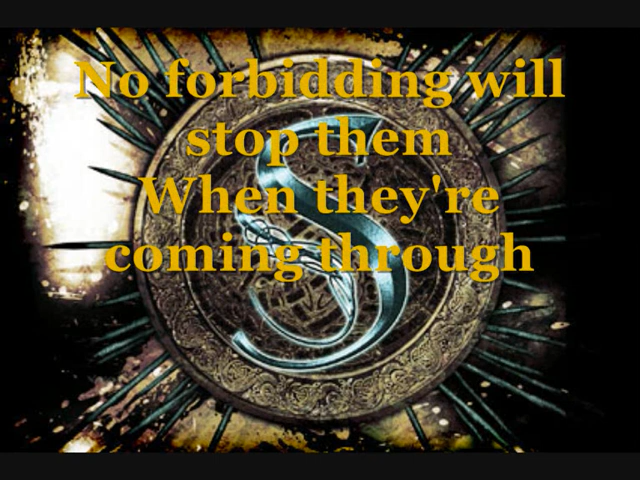 No forbidding will
stop them
When they're
coming through
S